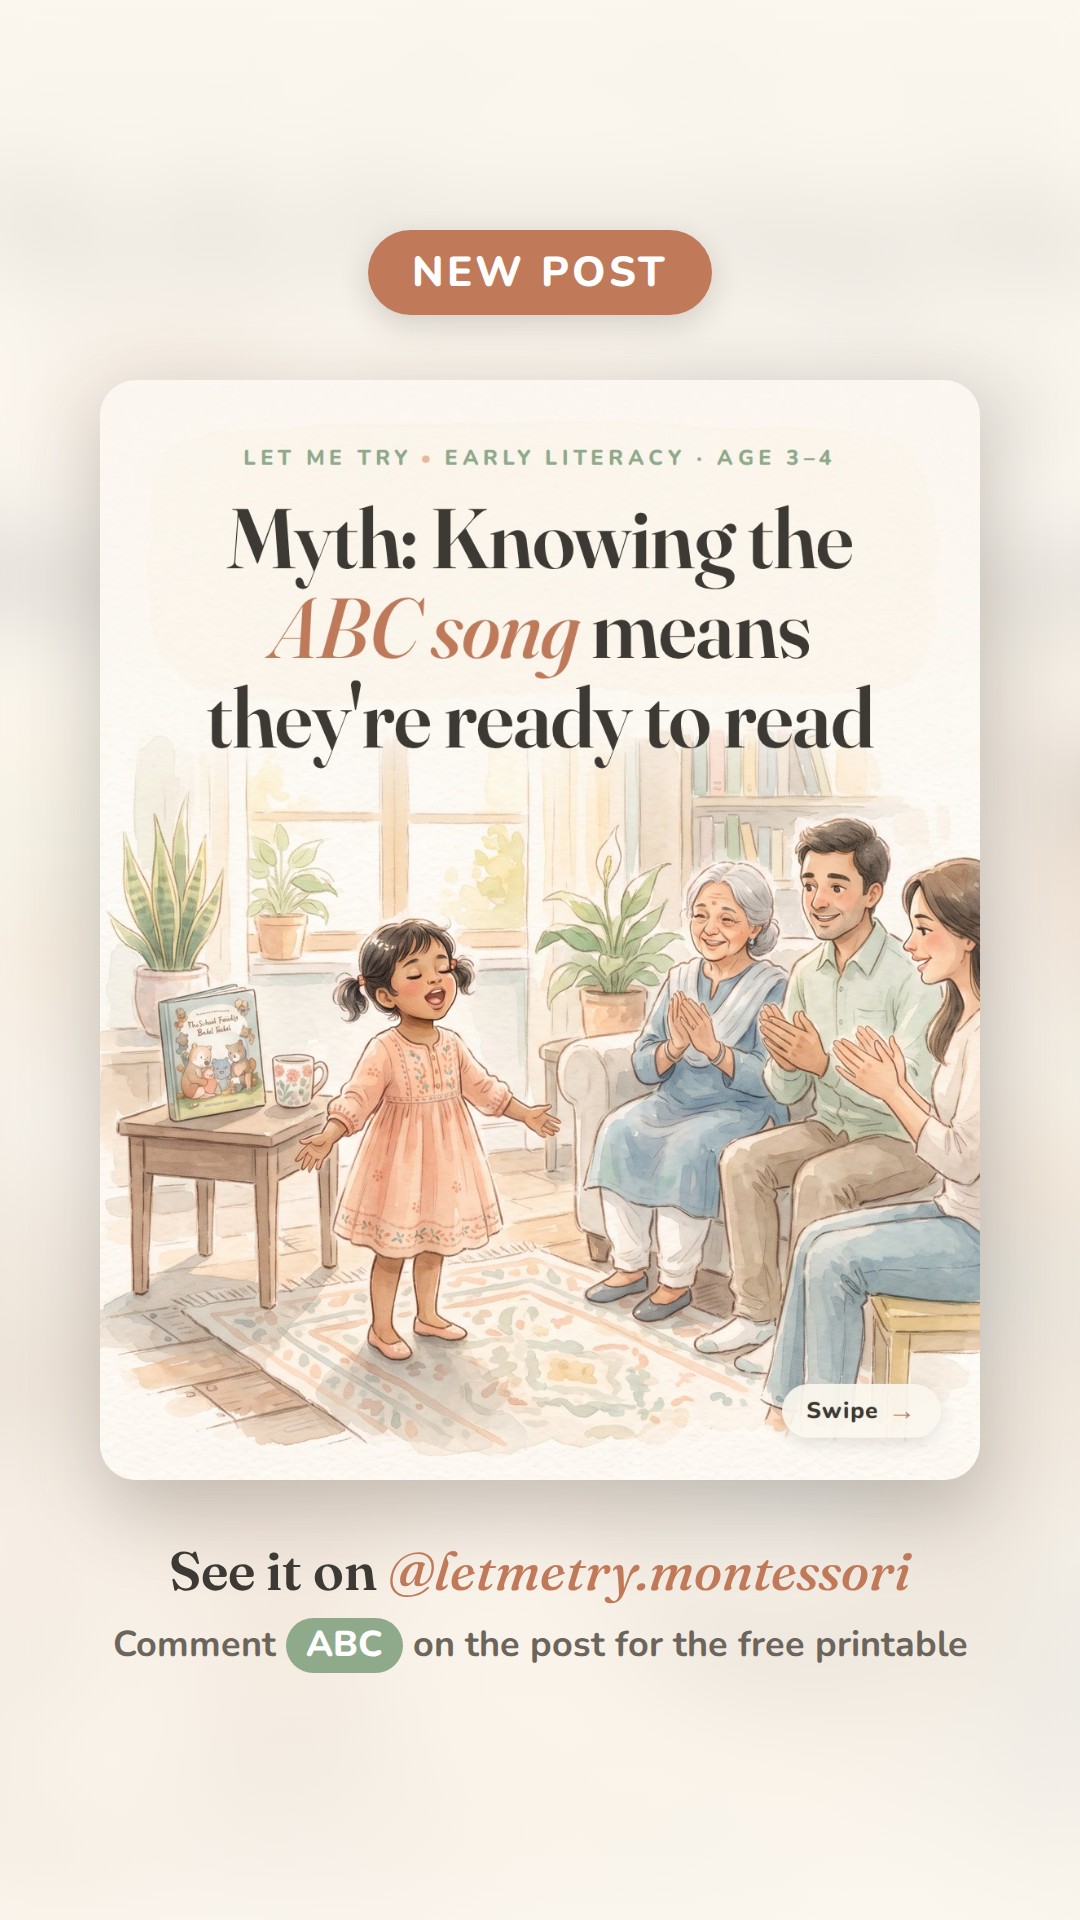 NEW POST
LET ME TRY • EARLY LITERACY · AGE 3–4
Myth: Knowing the
ABC song means
they're ready to read
Swipe →
See it on @letmetry.montessori
Comment ABC on the post for the free printable